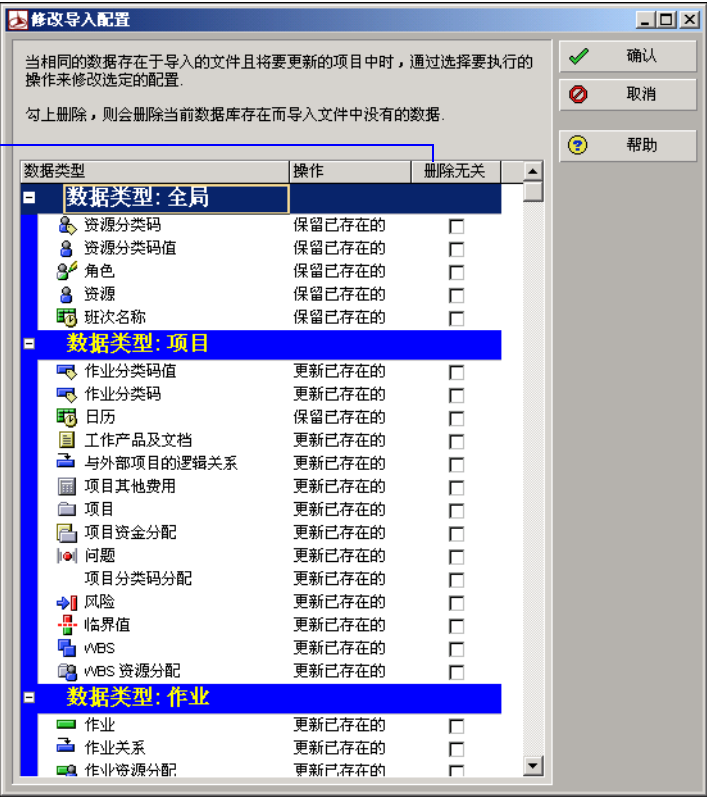 修改导入配置
当相同的数据存在于导入的文件且将要更新的项目中时，通过选择要执行的
操作来修改选定的配置.
勾上删除，则会删除当前数据库存在而导入文件中没有的数据.
确认
取消
帮助
数据类型 操作 删除无关
数据类型: 全局
资源分类码 保留已存在的
资源分类码值 保留已存在的
角色 保留已存在的
资源 保留已存在的
班次名称 保留已存在的
数据类型: 项目
作业分类码值 更新已存在的
作业分类码 更新已存在的
日历 保留已存在的
工作产品及文档 更新已存在的
与外部项目的逻辑关系 更新已存在的
项目其他费用 更新已存在的
项目 更新已存在的
项目资金分配 更新已存在的
问题 更新已存在的
项目分类码分配 更新已存在的
风险 更新已存在的
临界值 更新已存在的
WBS 更新已存在的
WBS 资源分配 更新已存在的
数据类型: 作业
作业 更新已存在的
作业关系 更新已存在的
作业资源分配 更新已存在的